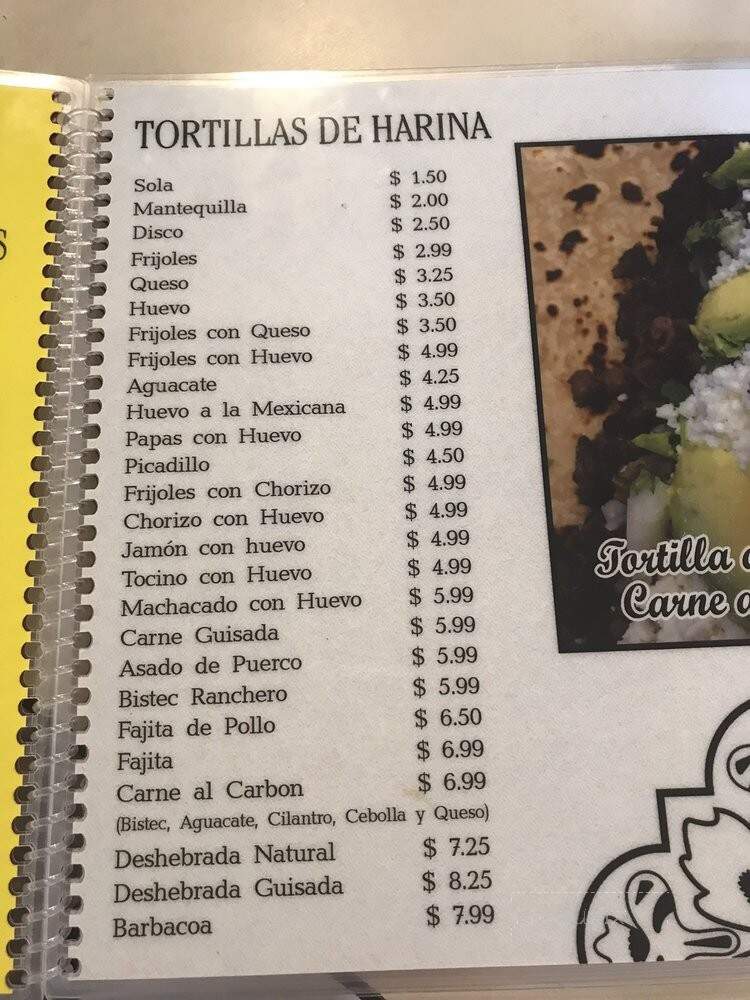 TORTILLAS DE HARINA
Sola $ 1.50
Mantequilla $ 2.00
Disco $ 2.50
Frijoles $ 2.99
Queso $ 3.25
Huevo $ 3.50
Frijoles con Queso $ 3.50
Frijoles con Huevo $ 4.99
Aguacate $ 4.25
Huevo a la Mexicana $ 4.99
Papas con Huevo $ 4.99
Picadillo $ 4.50
Frijoles con Chorizo $ 4.99
Chorizo con Huevo $ 4.99
Jamón con huevo $ 4.99
Tocino con Huevo $ 4.99
Machacado con Huevo $ 5.99
Carne Guisada $ 5.99
Asado de Puerco $ 5.99
Bistec Ranchero $ 5.99
Fajita de Pollo $ 6.50
Fajita $ 6.99
Carne al Carbon $ 6.99
(Bistec, Aguacate, Cilantro, Cebolla y Queso)
Deshebrada Natural $ 7.25
Deshebrada Guisada $ 8.25
Barbacoa $ 7.99
Tortilla
Carne